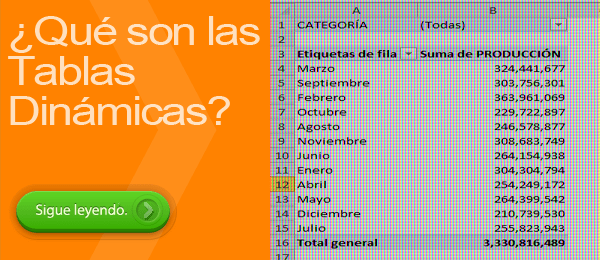 ¿Qué son las
Tablas
Dinámicas?
Sigue leyendo.
A B
1 CATEGORÍA (Todas)
2
3 Etiquetas de fila Suma de PRODUCCIÓN
4 Marzo 324,441,677
5 Septiembre 303,756,301
6 Febrero 363,961,069
7 Octubre 229,722,897
8 Agosto 246,578,877
9 Noviembre 308,683,749
10 Junio 264,154,938
11 Enero 304,304,794
12 Abril 254,249,172
13 Mayo 264,399,542
14 Diciembre 210,739,530
15 Julio 255,823,943
16 Total general 3,330,816,489
17